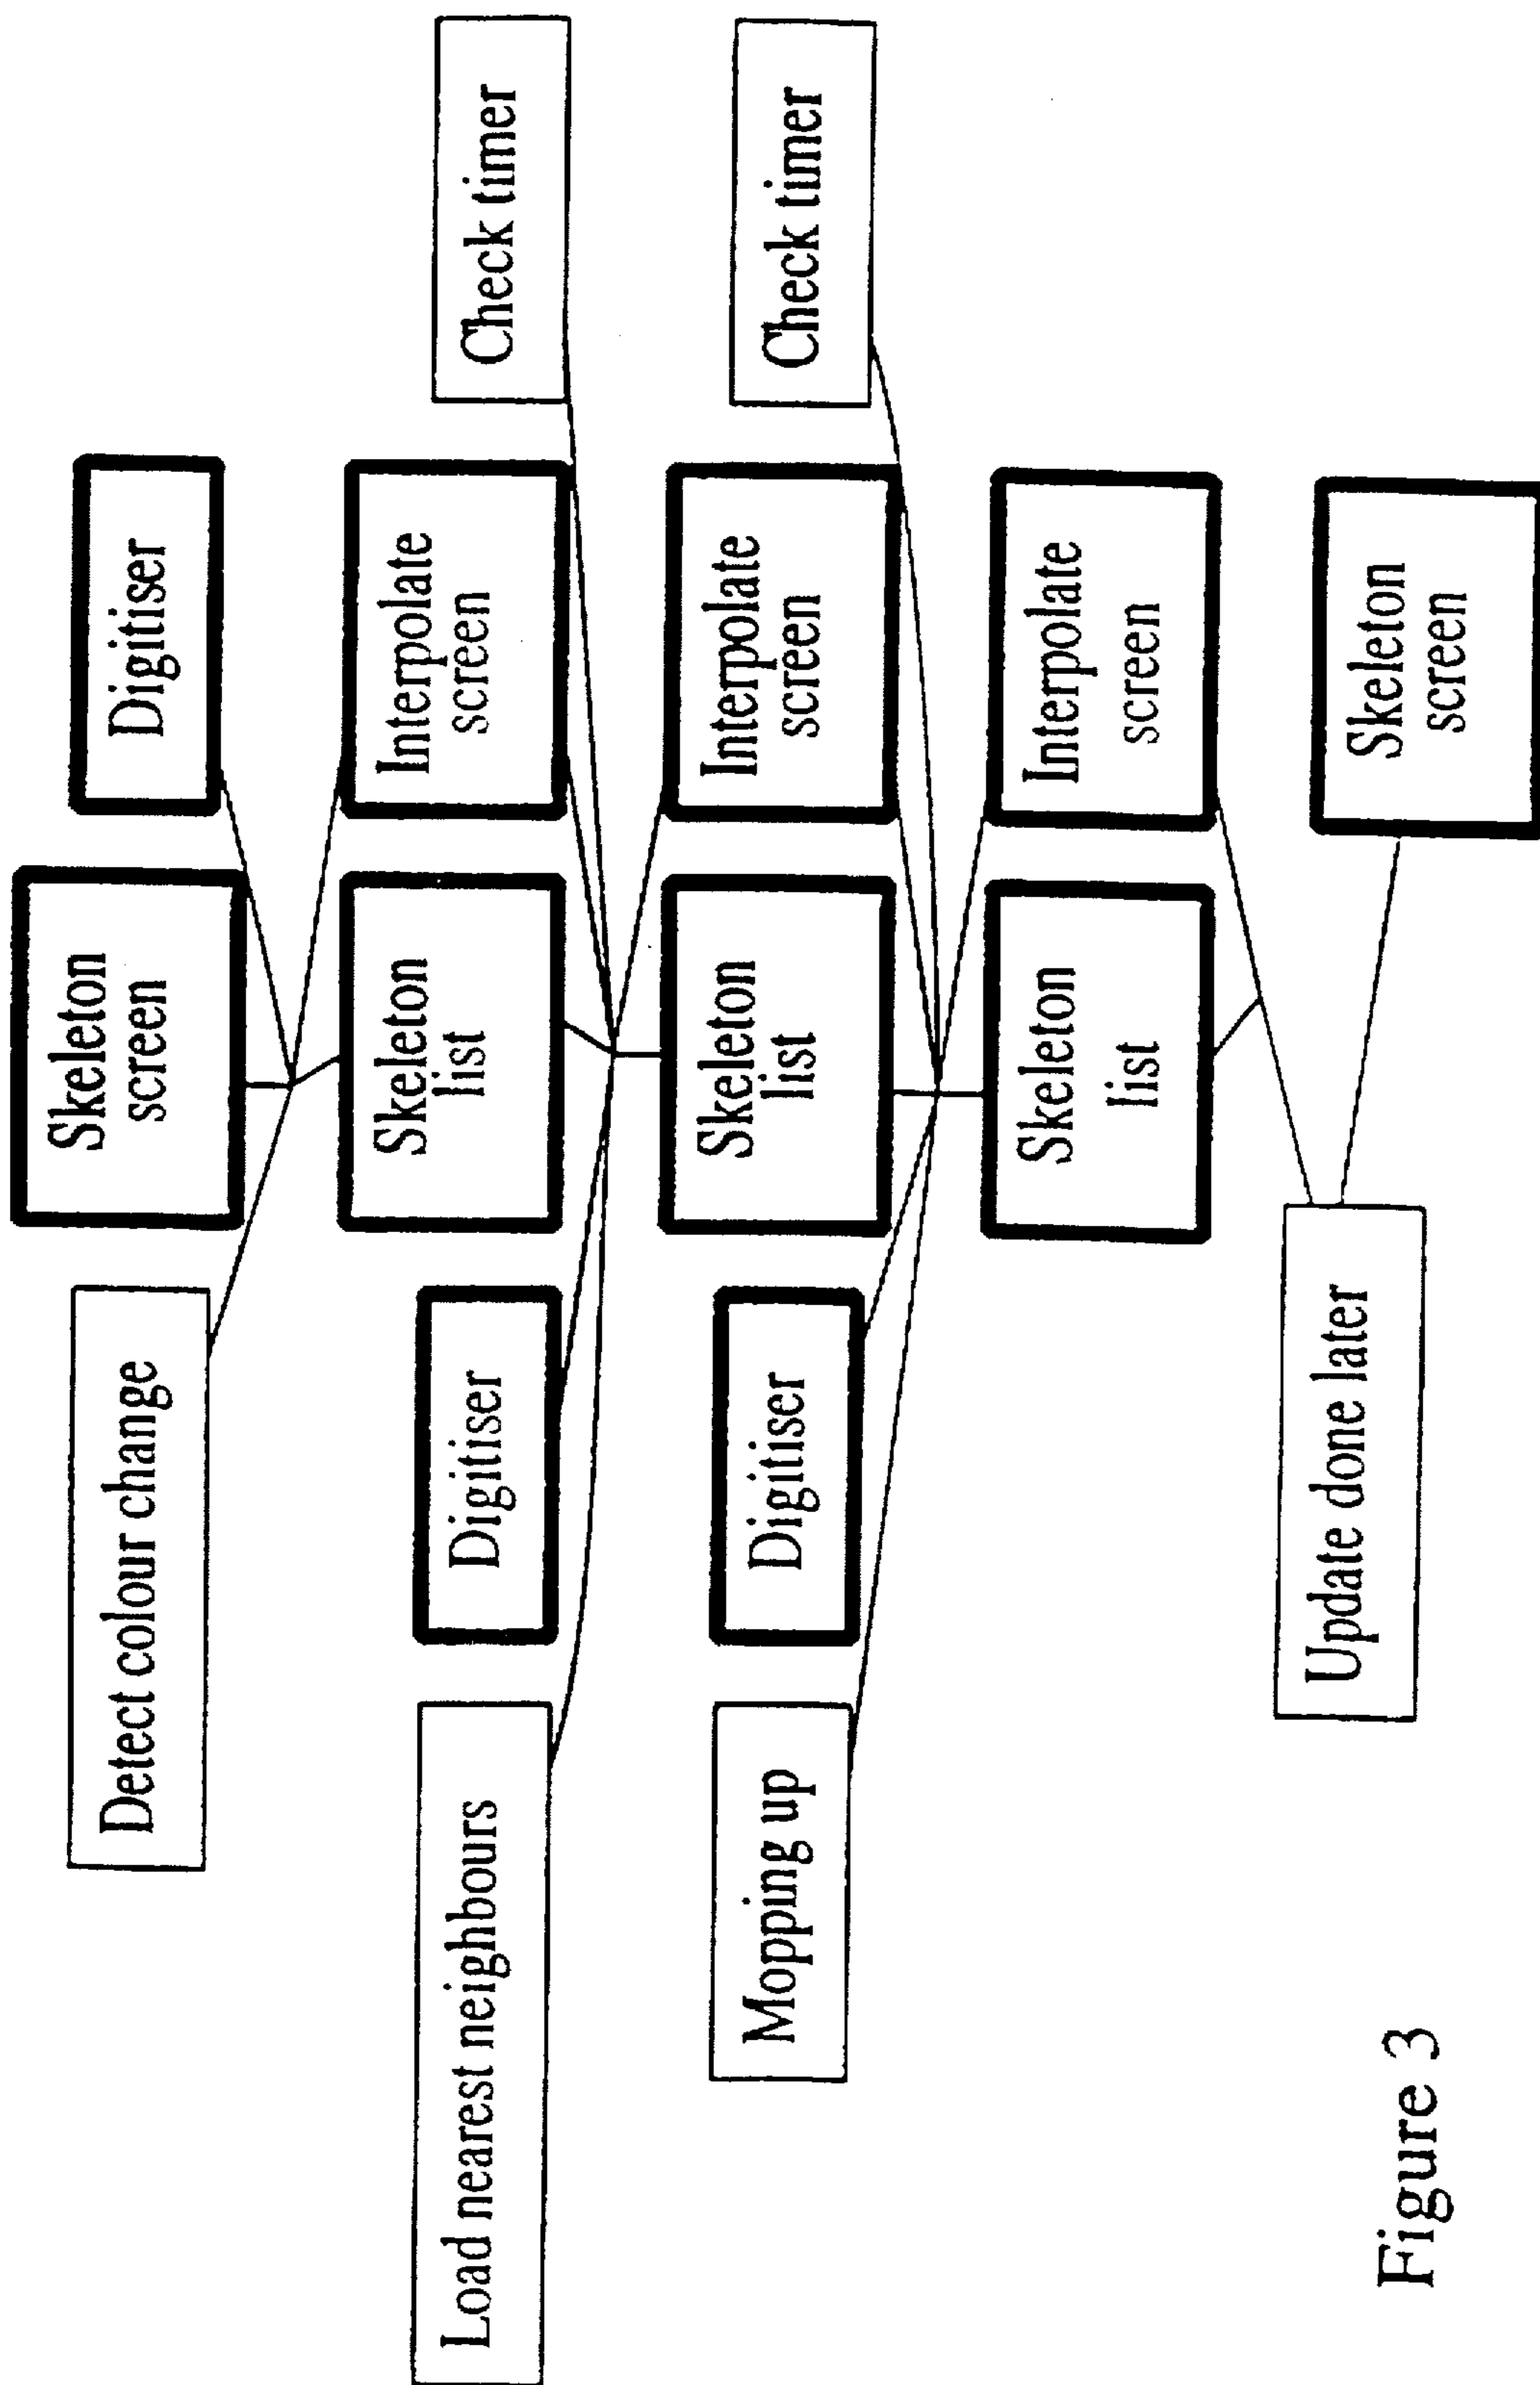 Skeleton
screen
Digitiser
Detect colour change
Skeleton
list
Interpolate
screen
Check timer
Digitiser
Load nearest neighbours
Skeleton
list
Interpolate
screen
Check timer
Digitiser
Mopping up
Skeleton
list
Interpolate
screen
Update done later
Skeleton
screen
Figure 3